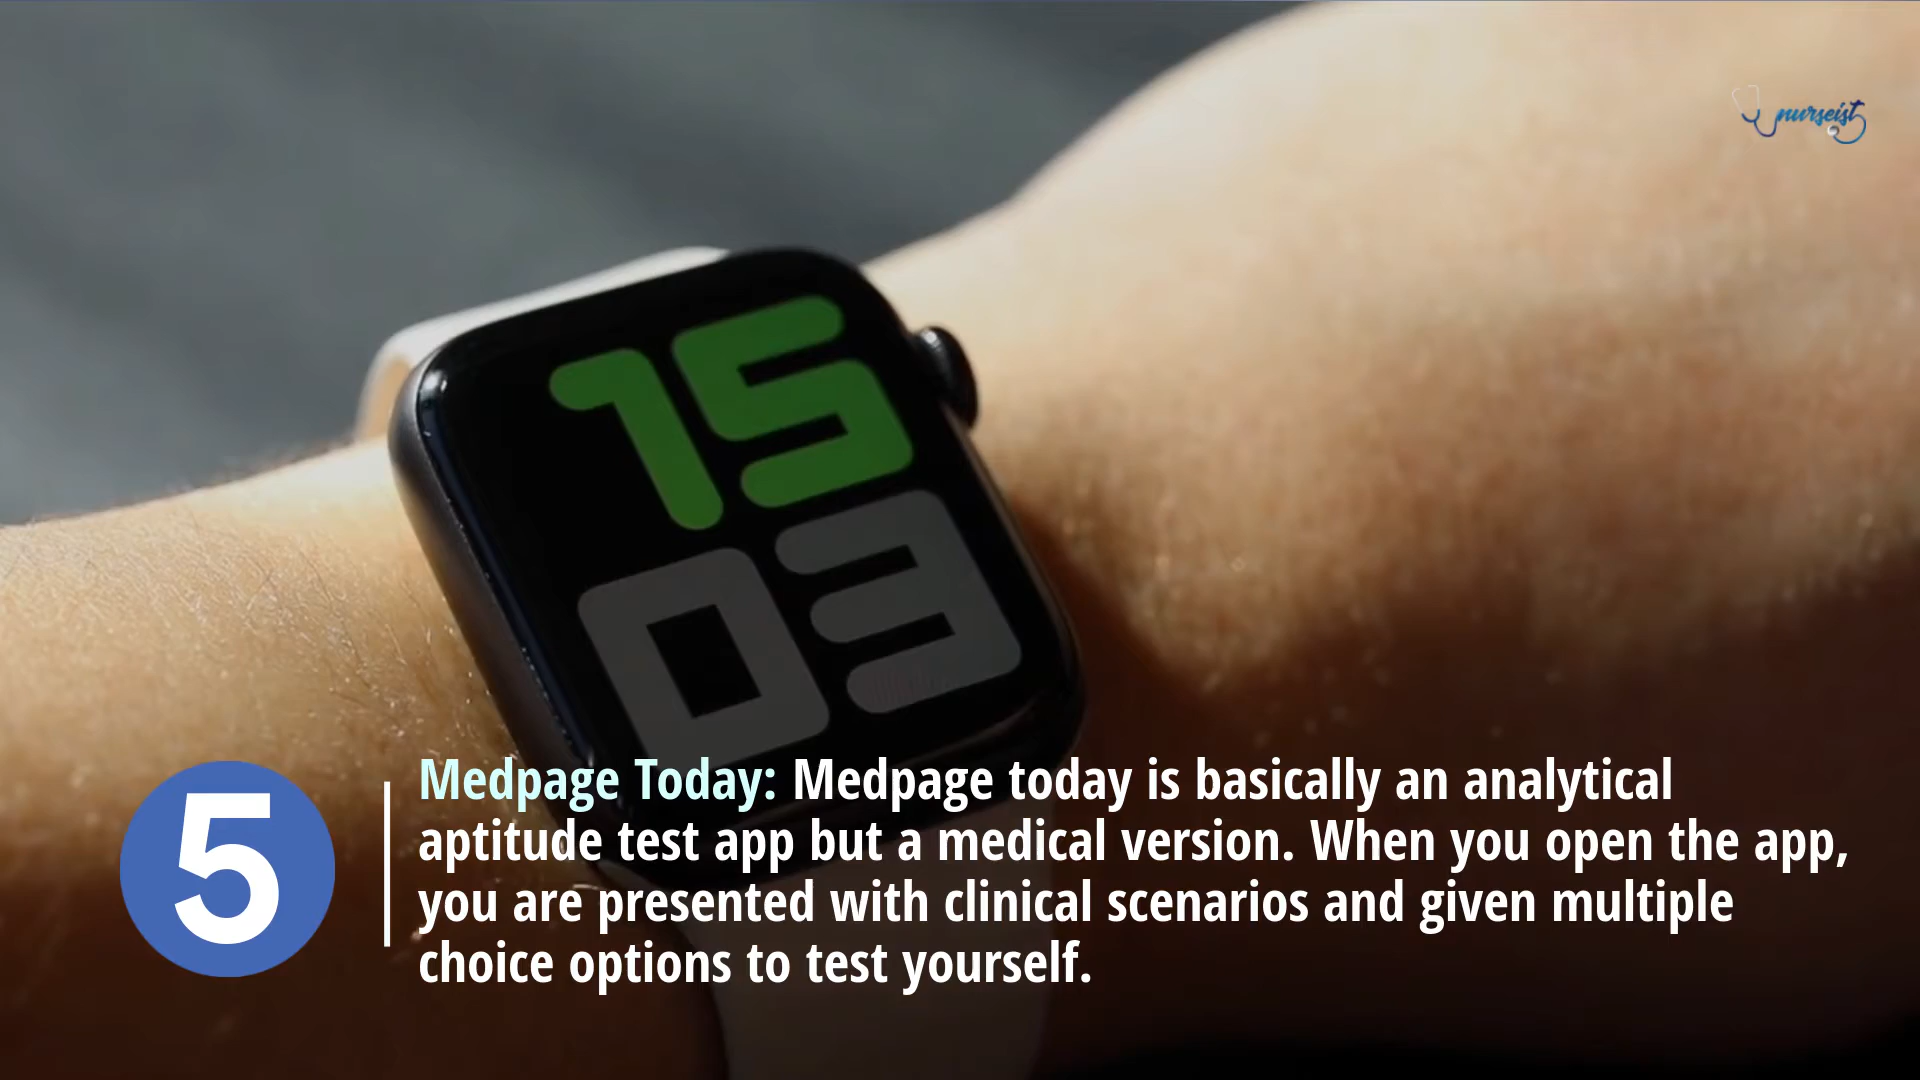 nurseist
15
03
5
Medpage Today: Medpage today is basically an analytical
aptitude test app but a medical version. When you open the app,
you are presented with clinical scenarios and given multiple
choice options to test yourself.